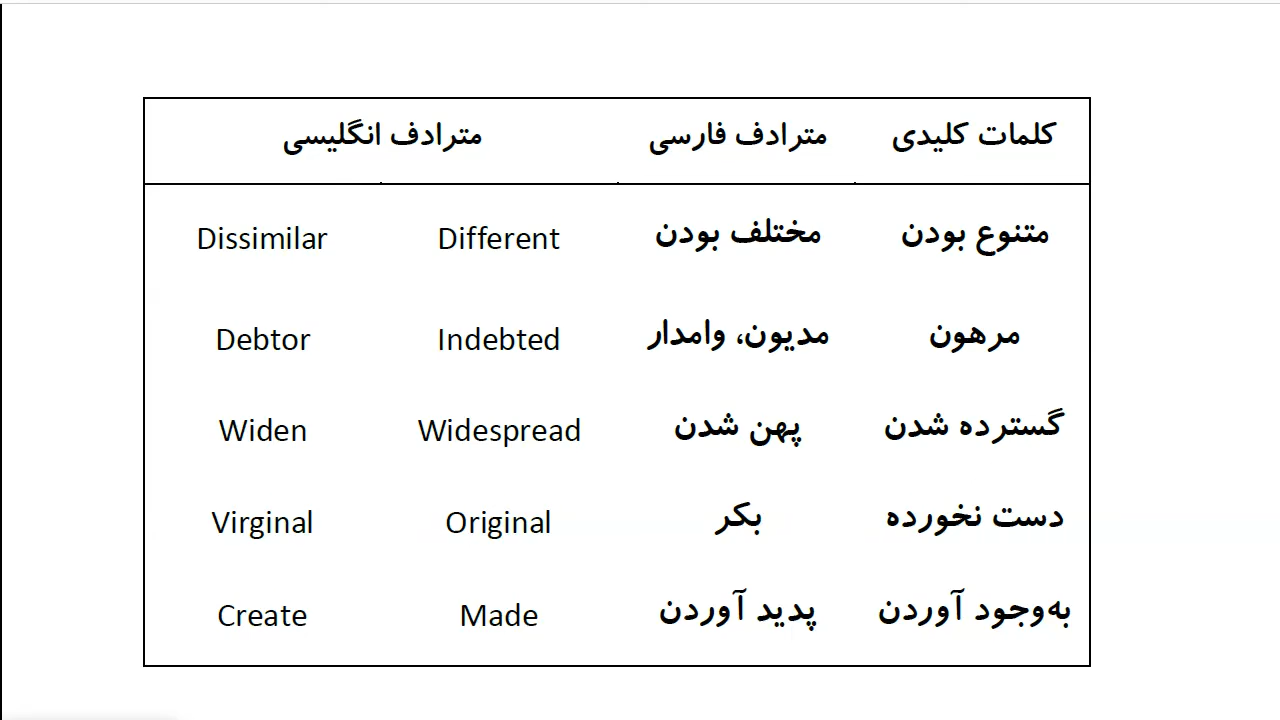 کلمات کلیدی مترادف فارسی مترادف انگلیسی
متنوع بودن مختلف بودن Different Dissimilar
مرهون مدیون، وامدار Indebted Debtor
گسترده شدن پهن شدن Widespread Widen
دست نخورده بکر Original Virginal
به‌وجود آوردن پدید آوردن Made Create